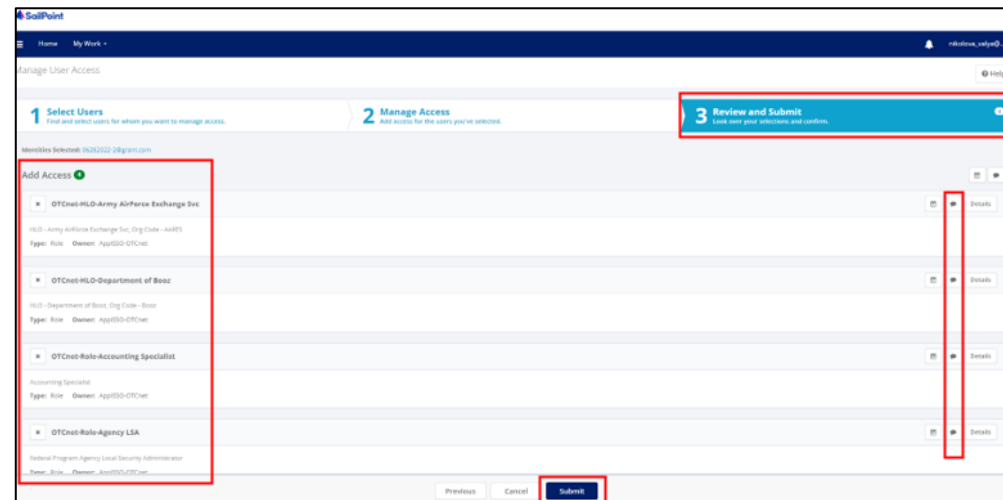 SailPoint
Home My Work
Manage User Access
Help
1 Select Users
Find and select users for whom you want to manage access.
2 Manage Access
Add access for the users you've selected.
3 Review and Submit
Look over your selections and confirm.
Identities Selected:
Add Access
OTCnet-HLO-Army AirForce Exchange Svc
Details
HLO - Army AirForce Exchange Svc, Org Code - AAFES
Type: Role Owner: AppISSO-OTCnet
OTCnet-HLO-Department of Booz
Details
HLO - Department of Booz, Org Code - Booz
Type: Role Owner: AppISSO-OTCnet
OTCnet-Role-Accounting Specialist
Details
Accounting Specialist
Type: Role Owner: AppISSO-OTCnet
OTCnet-Role-Agency LSA
Details
Federal Program Agency Local Security Administrator
Type: Role Owner: AppISSO-OTCnet
Previous Cancel Submit